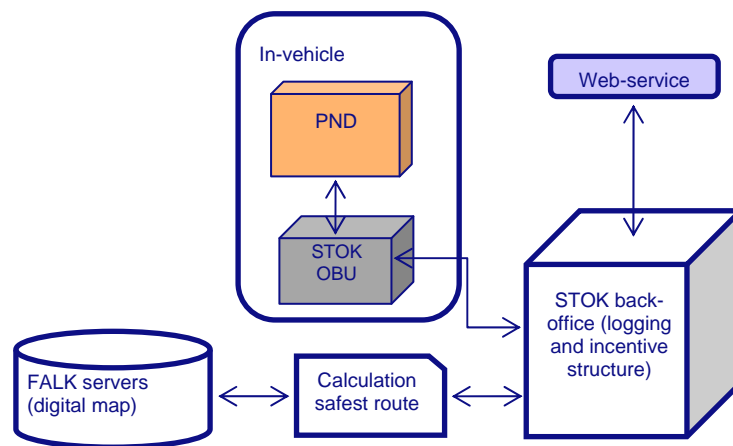 In-vehicle
PND
STOK
OBU
Web-service
STOK back-
office (logging
and incentive
structure)
FALK servers
(digital map)
Calculation
safest route